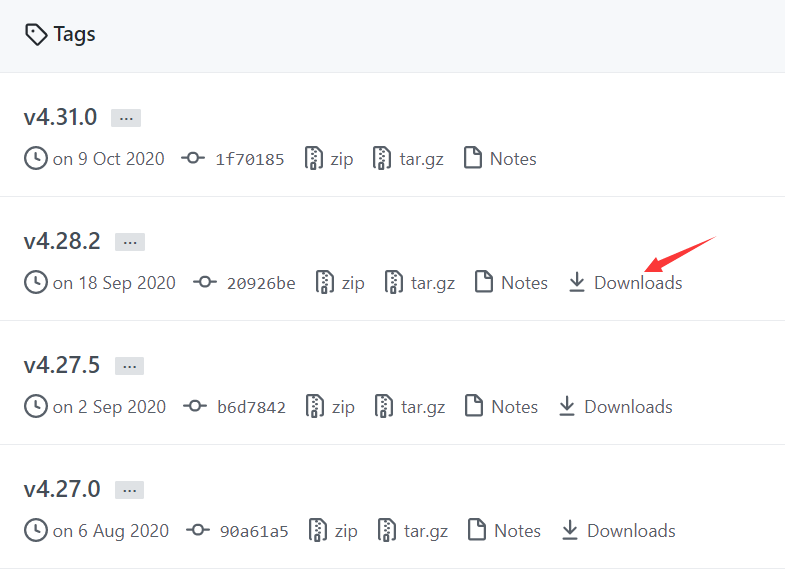 Tags
v4.31.0 ...
on 9 Oct 2020 1f70185 zip tar.gz Notes
v4.28.2 ...
on 18 Sep 2020 20926be zip tar.gz Notes Downloads
v4.27.5 ...
on 2 Sep 2020 b6d7842 zip tar.gz Notes Downloads
v4.27.0 ...
on 6 Aug 2020 90a61a5 zip tar.gz Notes Downloads